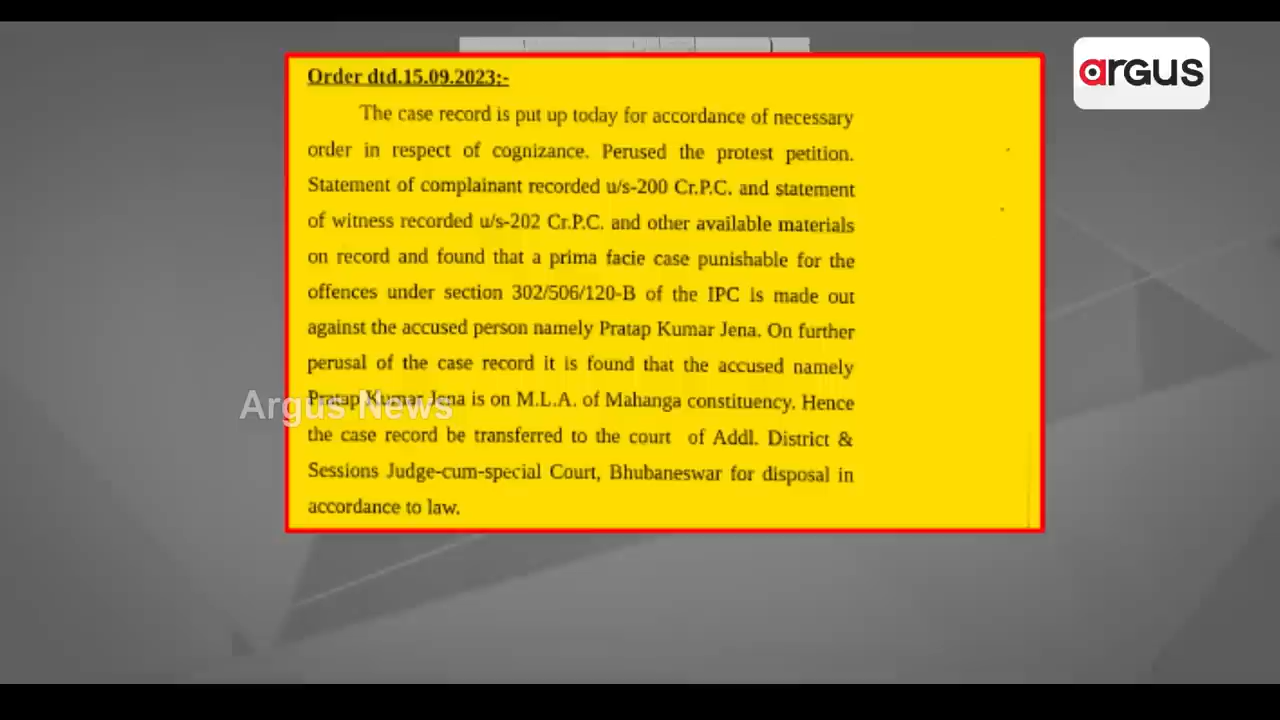 argus
Order dtd.15.09.2023:-
The case record is put up today for accordance of necessary
order in respect of cognizance. Perused the protest petition.
Statement of complainant recorded u/s-200 Cr.P.C. and statement
of witness recorded u/s-202 Cr.P.C. and other available materials
on record and found that a prima facie case punishable for the
offences under section 302/506/120-B of the IPC is made out
against the accused person namely Pratap Kumar Jena. On further
perusal of the case record it is found that the accused namely
Pratap Kumar Jena is on M.L.A. of Mahanga constituency. Hence
Argus News
the case record be transferred to the court of Addl. District &
Sessions Judge-cum-special Court, Bhubaneswar for disposal in
accordance to law.